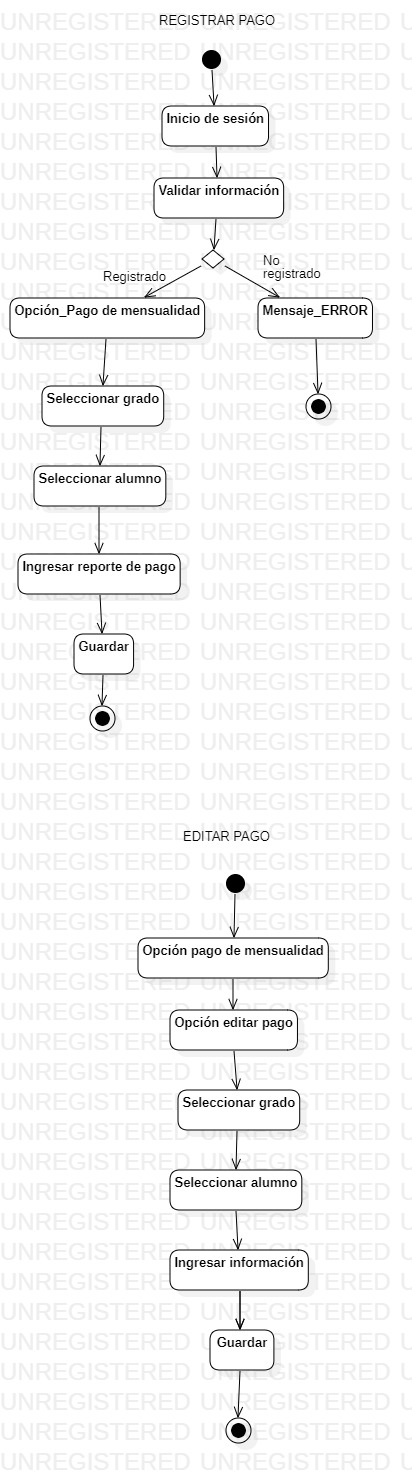 REGISTRAR PAGO
Inicio de sesión
Validar información
Registrado
No
registrado
Opción_Pago de mensualidad
Mensaje_ERROR
Seleccionar grado
Seleccionar alumno
Ingresar reporte de pago
Guardar
EDITAR PAGO
Opción pago de mensualidad
Opción editar pago
Seleccionar grado
Seleccionar alumno
Ingresar información
Guardar
UNREGISTERED